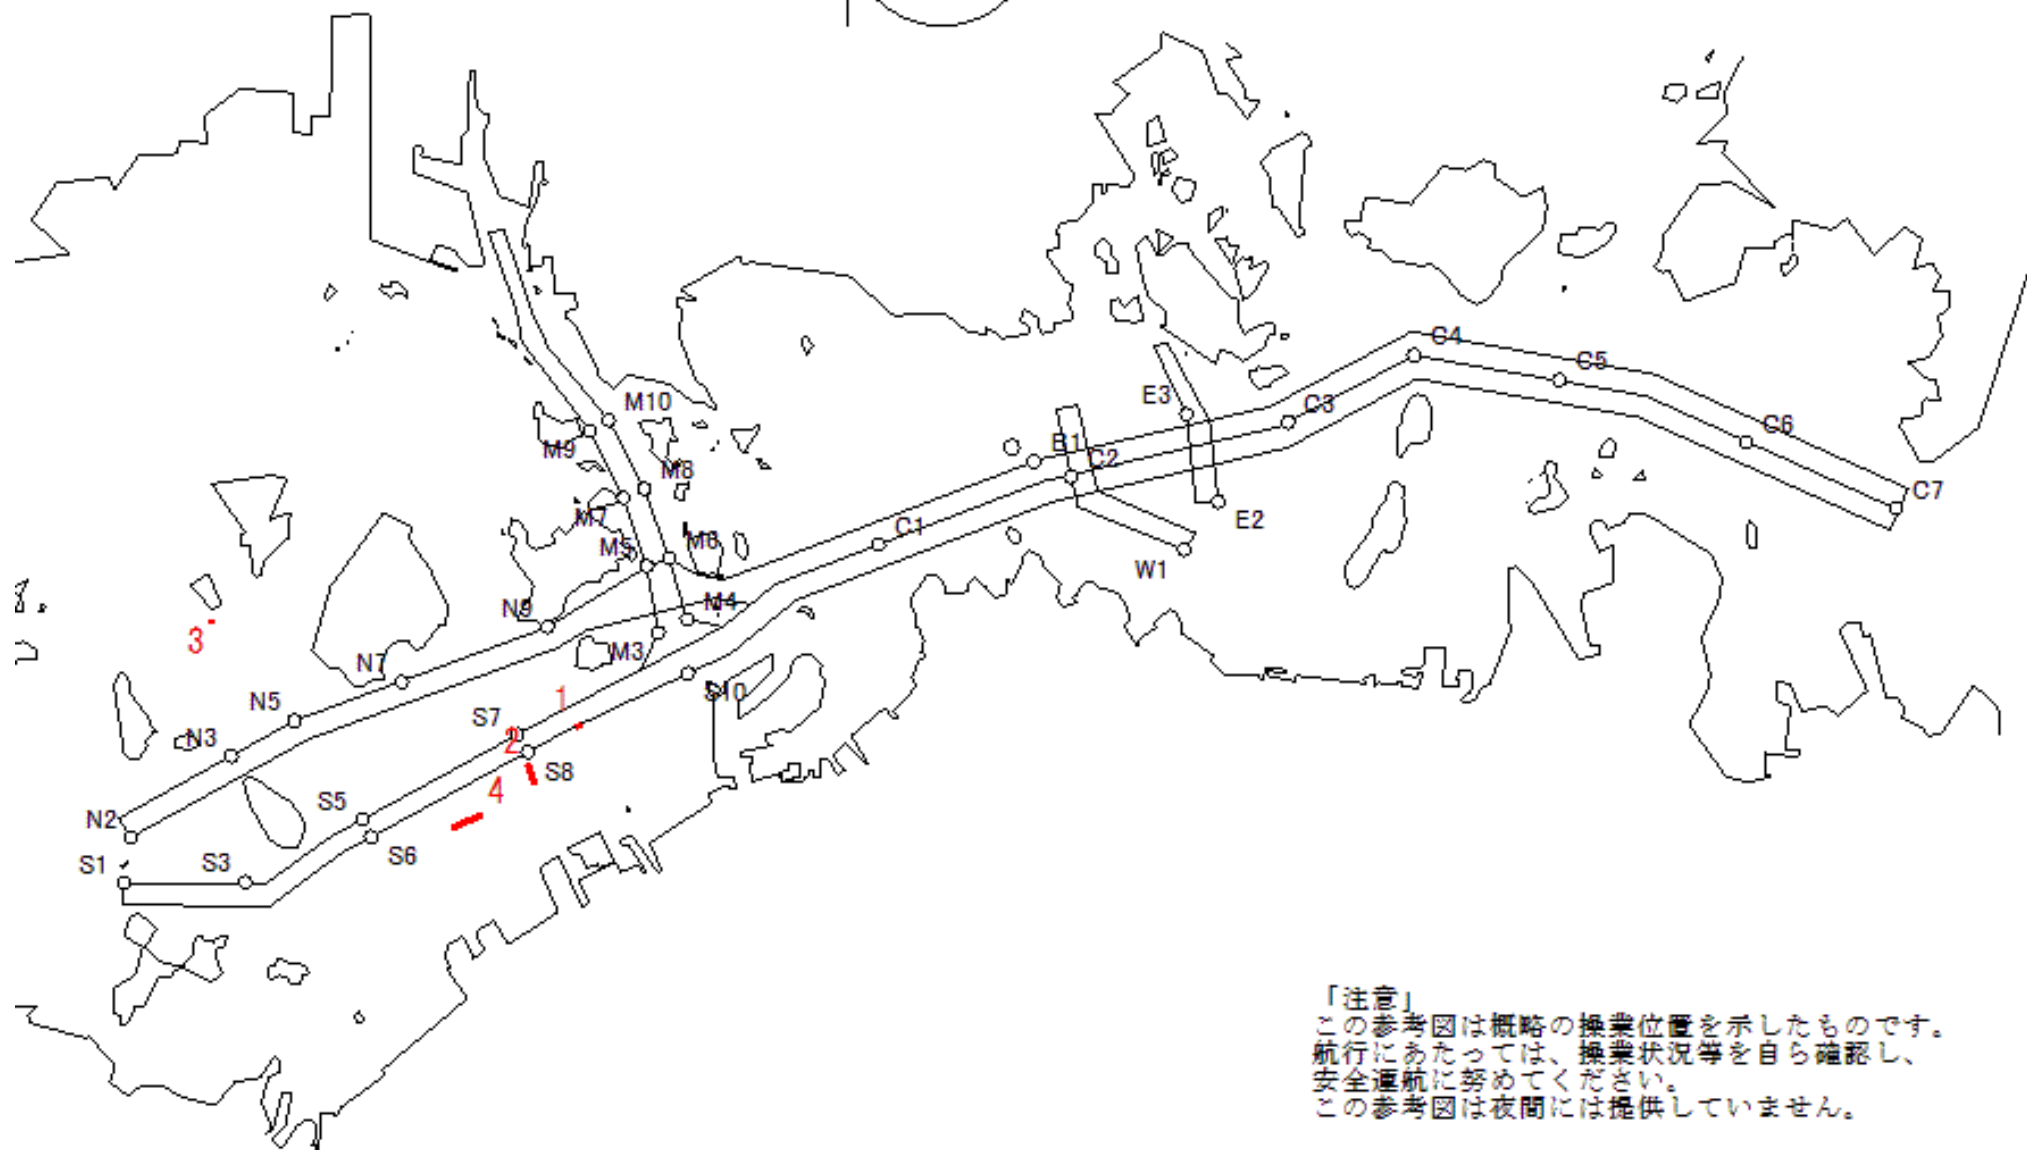 C4
C5
E3
M10
C3
C6
B1
M9
C2
M8
C7
M7
E2
C1
M5
M6
W1
N9
M4
3
M3
N7
S10
1
N5
S7
2
N3
S8
4
S5
N2
S6
S1
S3
「注意」
この参考図は概略の操業位置を示したものです。
航行にあたっては、操業状況等を自ら確認し、
安全運航に努めてください。
この参考図は夜間には提供していません。